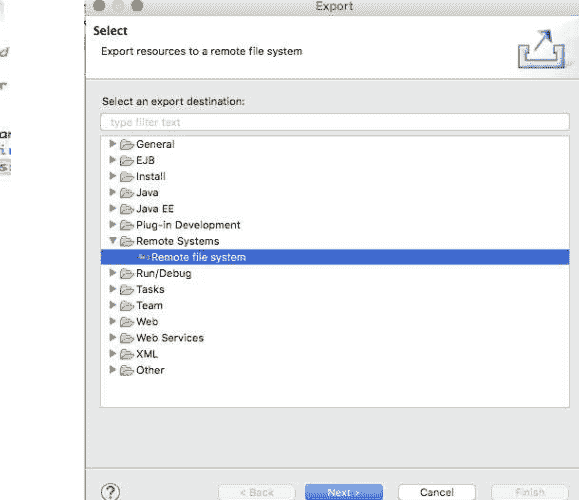 Export
Select
Export resources to a remote file system
Select an export destination:
type filter text
General
EJB
Install
Java
Java EE
Plug-in Development
Remote Systems
Remote file system
Run/Debug
Tasks
Team
Web
Web Services
XML
Other
?
< Back
Next >
Cancel
Finish